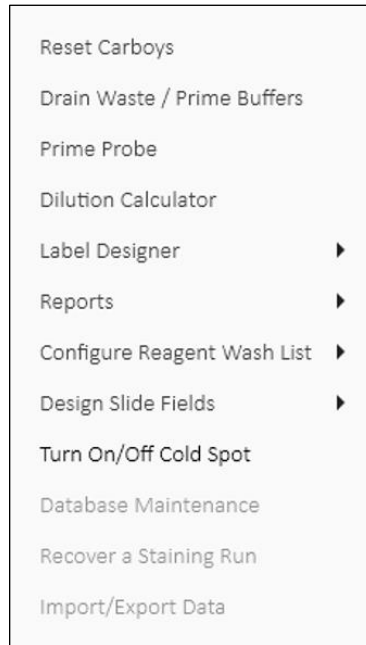 Reset Carboys
Drain Waste / Prime Buffers
Prime Probe
Dilution Calculator
Label Designer
Reports
Configure Reagent Wash List
Design Slide Fields
Turn On/Off Cold Spot
Database Maintenance
Recover a Staining Run
Import/Export Data